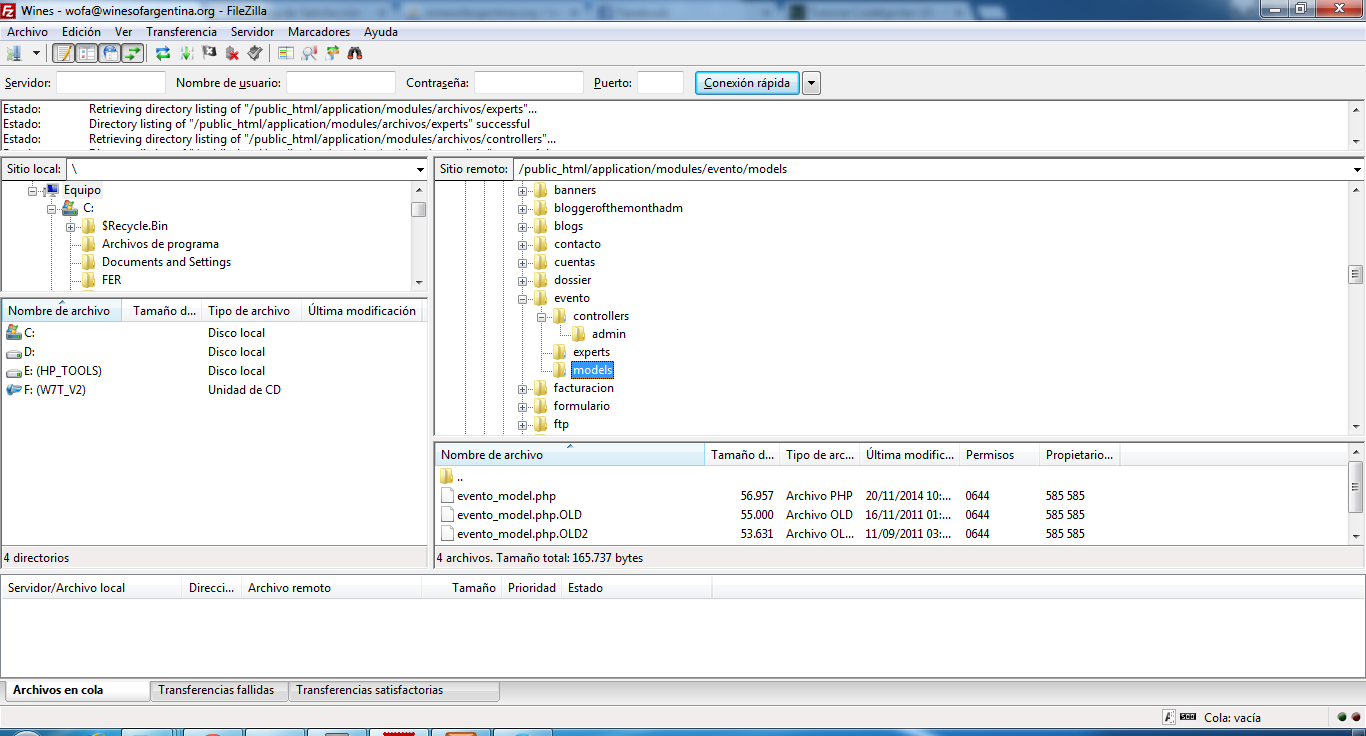 Wines - wofa@winesofargentina.org - FileZilla
Archivo Edición Ver Transferencia Servidor Marcadores Ayuda
Servidor: Nombre de usuario: Contraseña: Puerto: Conexión rápida
Estado: Retrieving directory listing of "/public_html/application/modules/archivos/experts"...
Estado: Directory listing of "/public_html/application/modules/archivos/experts" successful
Estado: Retrieving directory listing of "/public_html/application/modules/archivos/controllers"...
Sitio local: \
Equipo
C:
$Recycle.Bin
Archivos de programa
Documents and Settings
FER
Nombre de archivo Tamaño d... Tipo de archivo Última modificación
C: Disco local
D: Disco local
E: (HP_TOOLS) Disco local
F: (W7T_V2) Unidad de CD
4 directorios
Sitio remoto: /public_html/application/modules/evento/models
banners
bloggerofthemonthadm
blogs
contacto
cuentas
dossier
evento
controllers
admin
experts
models
facturacion
formulario
ftp
Nombre de archivo Tamaño d... Tipo de arc... Última modific... Permisos Propietario...
..
evento_model.php 56.957 Archivo PHP 20/11/2014 10:... 0644 585 585
evento_model.php.OLD 55.000 Archivo OLD 16/11/2011 01:... 0644 585 585
evento_model.php.OLD2 53.631 Archivo OL... 11/09/2011 03:... 0644 585 585
4 archivos. Tamaño total: 165.737 bytes
Servidor/Archivo local Direcci... Archivo remoto Tamaño Prioridad Estado
Archivos en cola Transferencias fallidas Transferencias satisfactorias
Cola: vacía